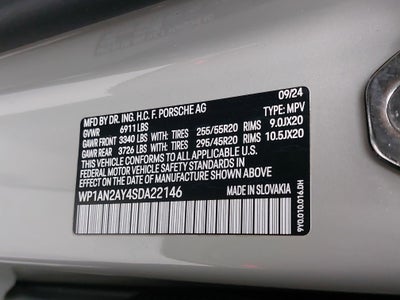 09/24
MFD. BY DR. ING. H.C. F. PORSCHE AG
GVWR 6911 LBS TYPE: MPV
GAWR FRONT 3340 LBS WITH: TIRES 255/55R20 RIMS 9.0JX20
GAWR REAR 3726 LBS WITH: TIRES 295/45R20 RIMS 10.5JX20
THIS VEHICLE CONFORMS TO ALL APPLICABLE U.S.
FEDERAL MOTOR VEHICLE SAFETY STANDARDS IN
EFFECT ON THE DATE OF MANUFACTURE SHOWN ABOVE.
WP1AN2AY4SDA22146 MADE IN SLOVAKIA
9Y0.010.016.DH